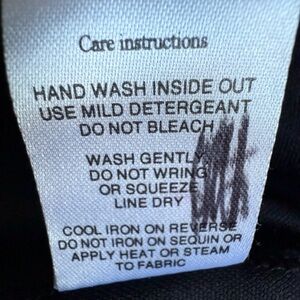 Care instructions
HAND WASH INSIDE OUT
USE MILD DETERGEANT
DO NOT BLEACH
WASH GENTLY
DO NOT WRING
OR SQUEEZE
LINE DRY
COOL IRON ON REVERSE
DO NOT IRON ON SEQUIN OR
APPLY HEAT OR STEAM
TO FABRIC